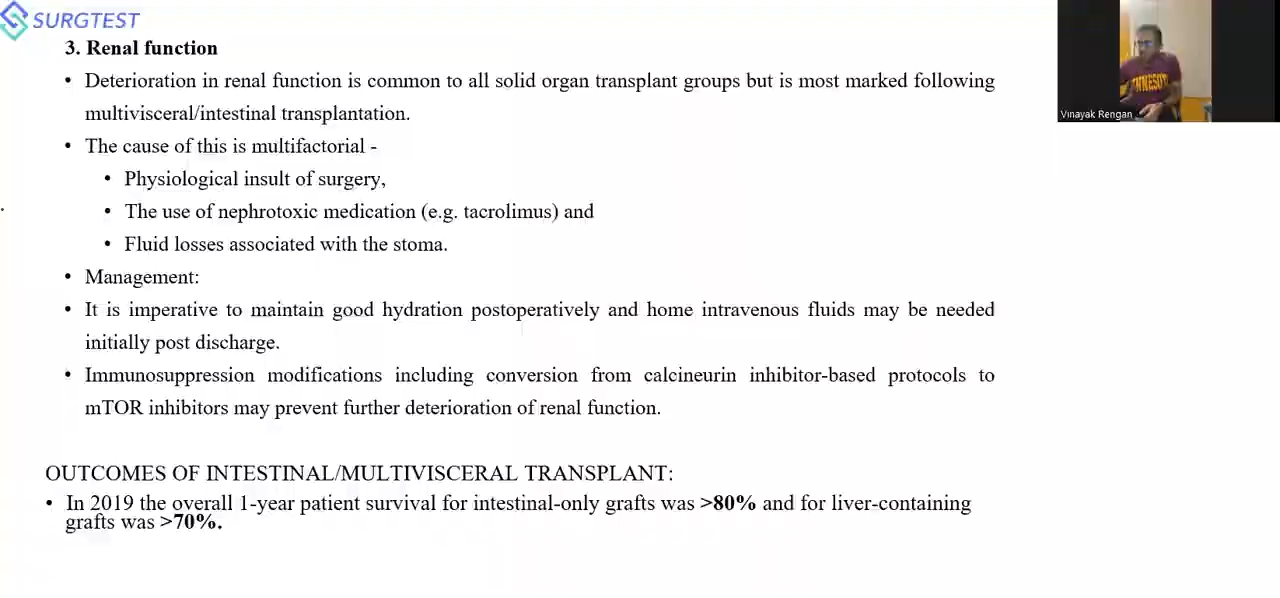 SURGTEST
3. Renal function
• Deterioration in renal function is common to all solid organ transplant groups but is most marked following
multivisceral/intestinal transplantation.
• The cause of this is multifactorial -
• Physiological insult of surgery,
• The use of nephrotoxic medication (e.g. tacrolimus) and
• Fluid losses associated with the stoma.
• Management:
• It is imperative to maintain good hydration postoperatively and home intravenous fluids may be needed
initially post discharge.
• Immunosuppression modifications including conversion from calcineurin inhibitor-based protocols to
mTOR inhibitors may prevent further deterioration of renal function.
OUTCOMES OF INTESTINAL/MULTIVISCERAL TRANSPLANT:
• In 2019 the overall 1-year patient survival for intestinal-only grafts was >80% and for liver-containing
grafts was >70%.
NNESO
Vinayak Rengan